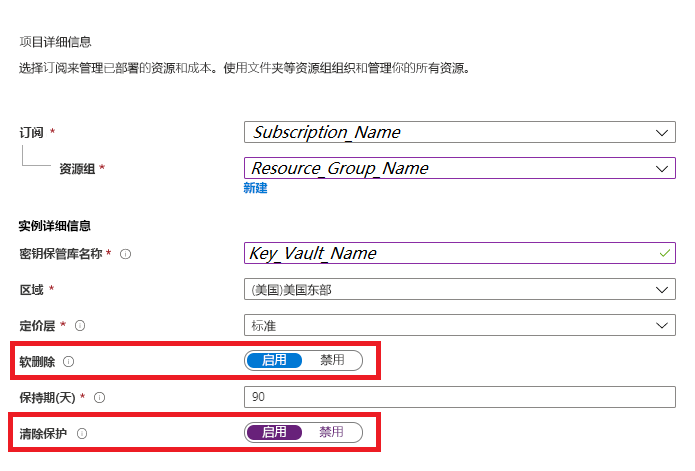 项目详细信息
选择订阅来管理已部署的资源和成本。使用文件夹等资源组组织和管理你的所有资源。
订阅 * Subscription_Name
资源组 * Resource_Group_Name
新建
实例详细信息
密钥保管库名称 * Key_Vault_Name
区域 * (美国)美国东部
定价层 * 标准
软删除 启用 禁用
保持期(天) * 90
清除保护 启用 禁用